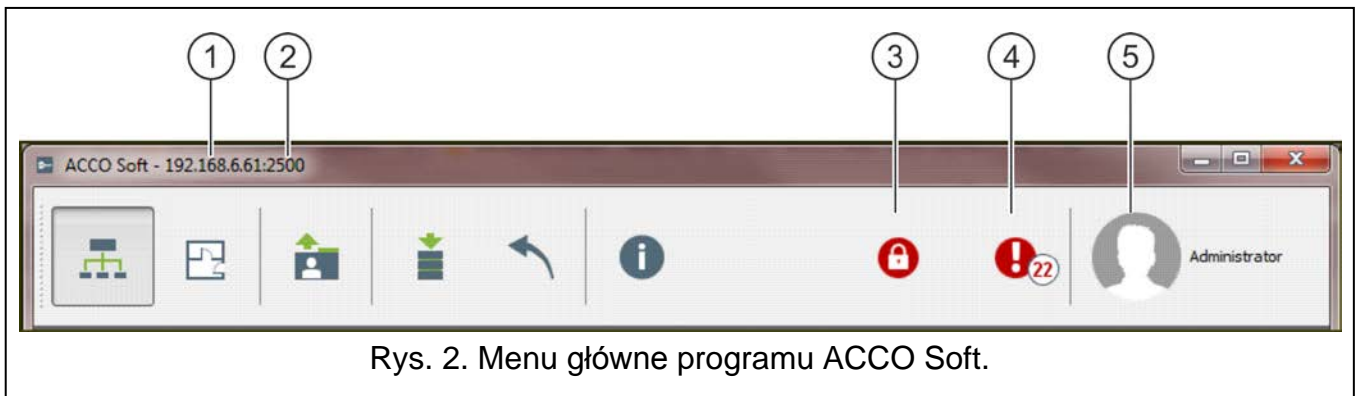 1 2 3 4 5
ACCO Soft - 192.168.6.61:2500
22
Administrator
Rys. 2. Menu główne programu ACCO Soft.